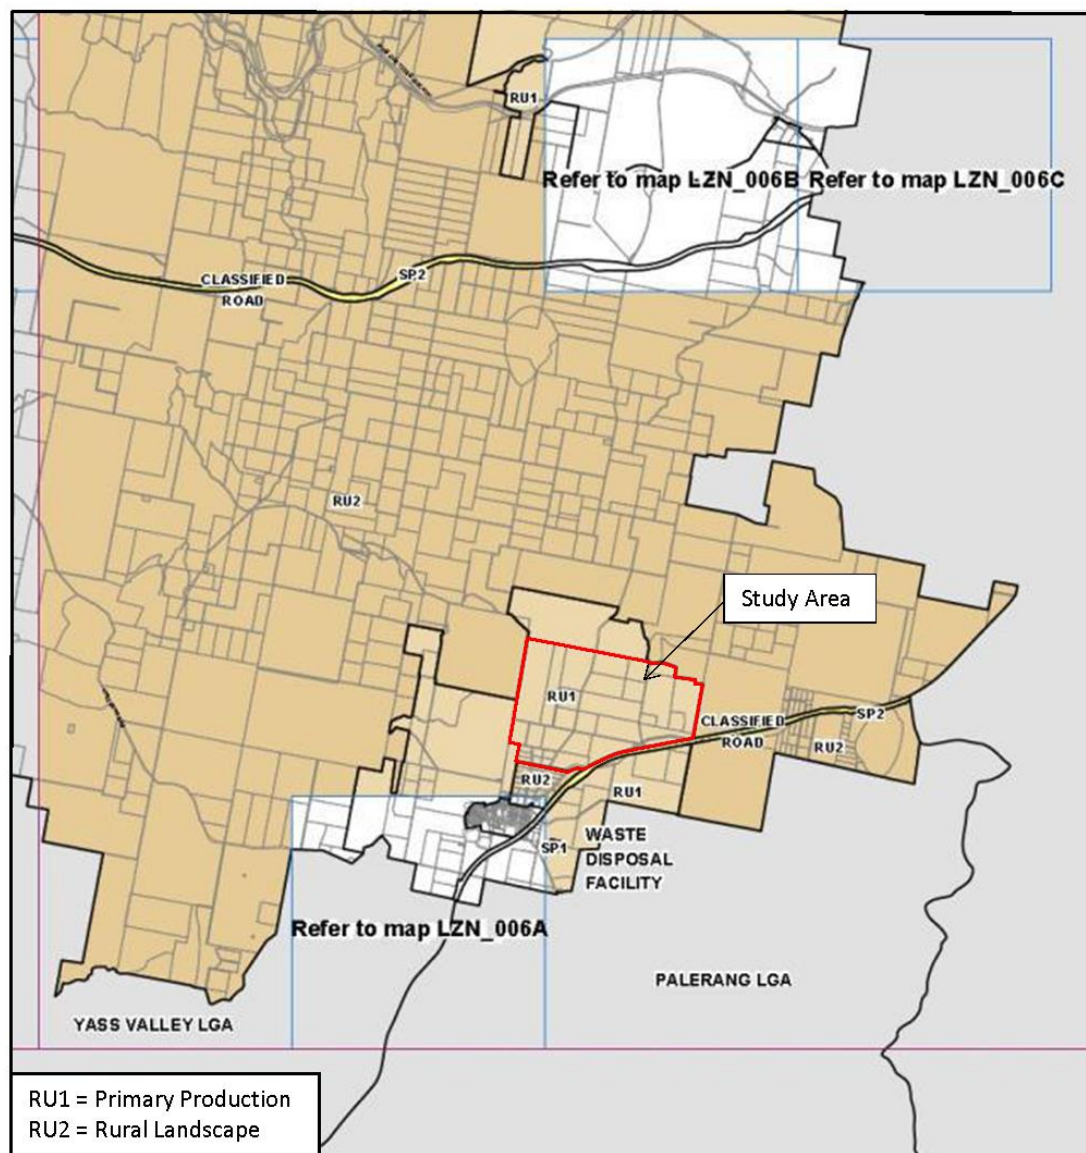 RU1
Refer to map LZN_006B
Refer to map LZN_006C
CLASSIFIED
ROAD
SP2
RU2
Study Area
RU1
CLASSIFIED
ROAD
SP2
RU2
RU2
RU1
SP1
WASTE
DISPOSAL
FACILITY
Refer to map LZN_006A
PALERANG LGA
YASS VALLEY LGA
RU1 = Primary Production
RU2 = Rural Landscape